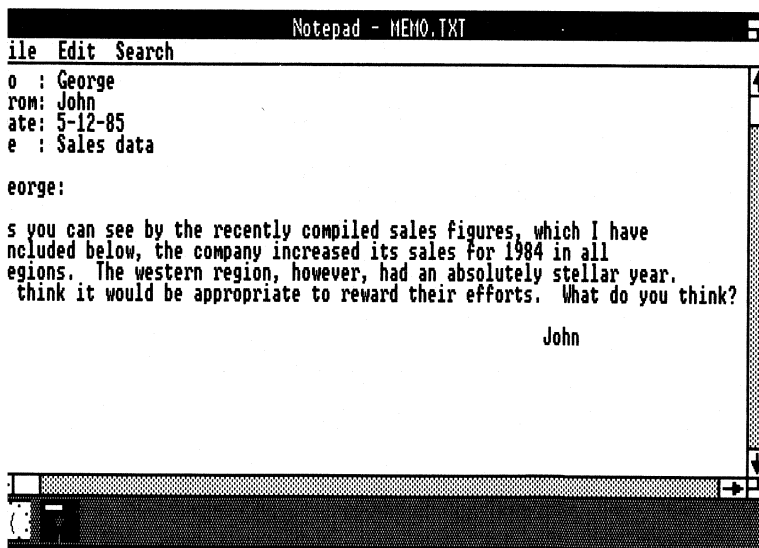 Notepad - MEMO.TXT
ile Edit Search
o : George
rom: John
ate: 5-12-85
e : Sales data
eorge:
s you can see by the recently compiled sales figures, which I have
ncluded below, the company increased its sales for 1984 in all
egions. The western region, however, had an absolutely stellar year.
think it would be appropriate to reward their efforts. What do you think?
John